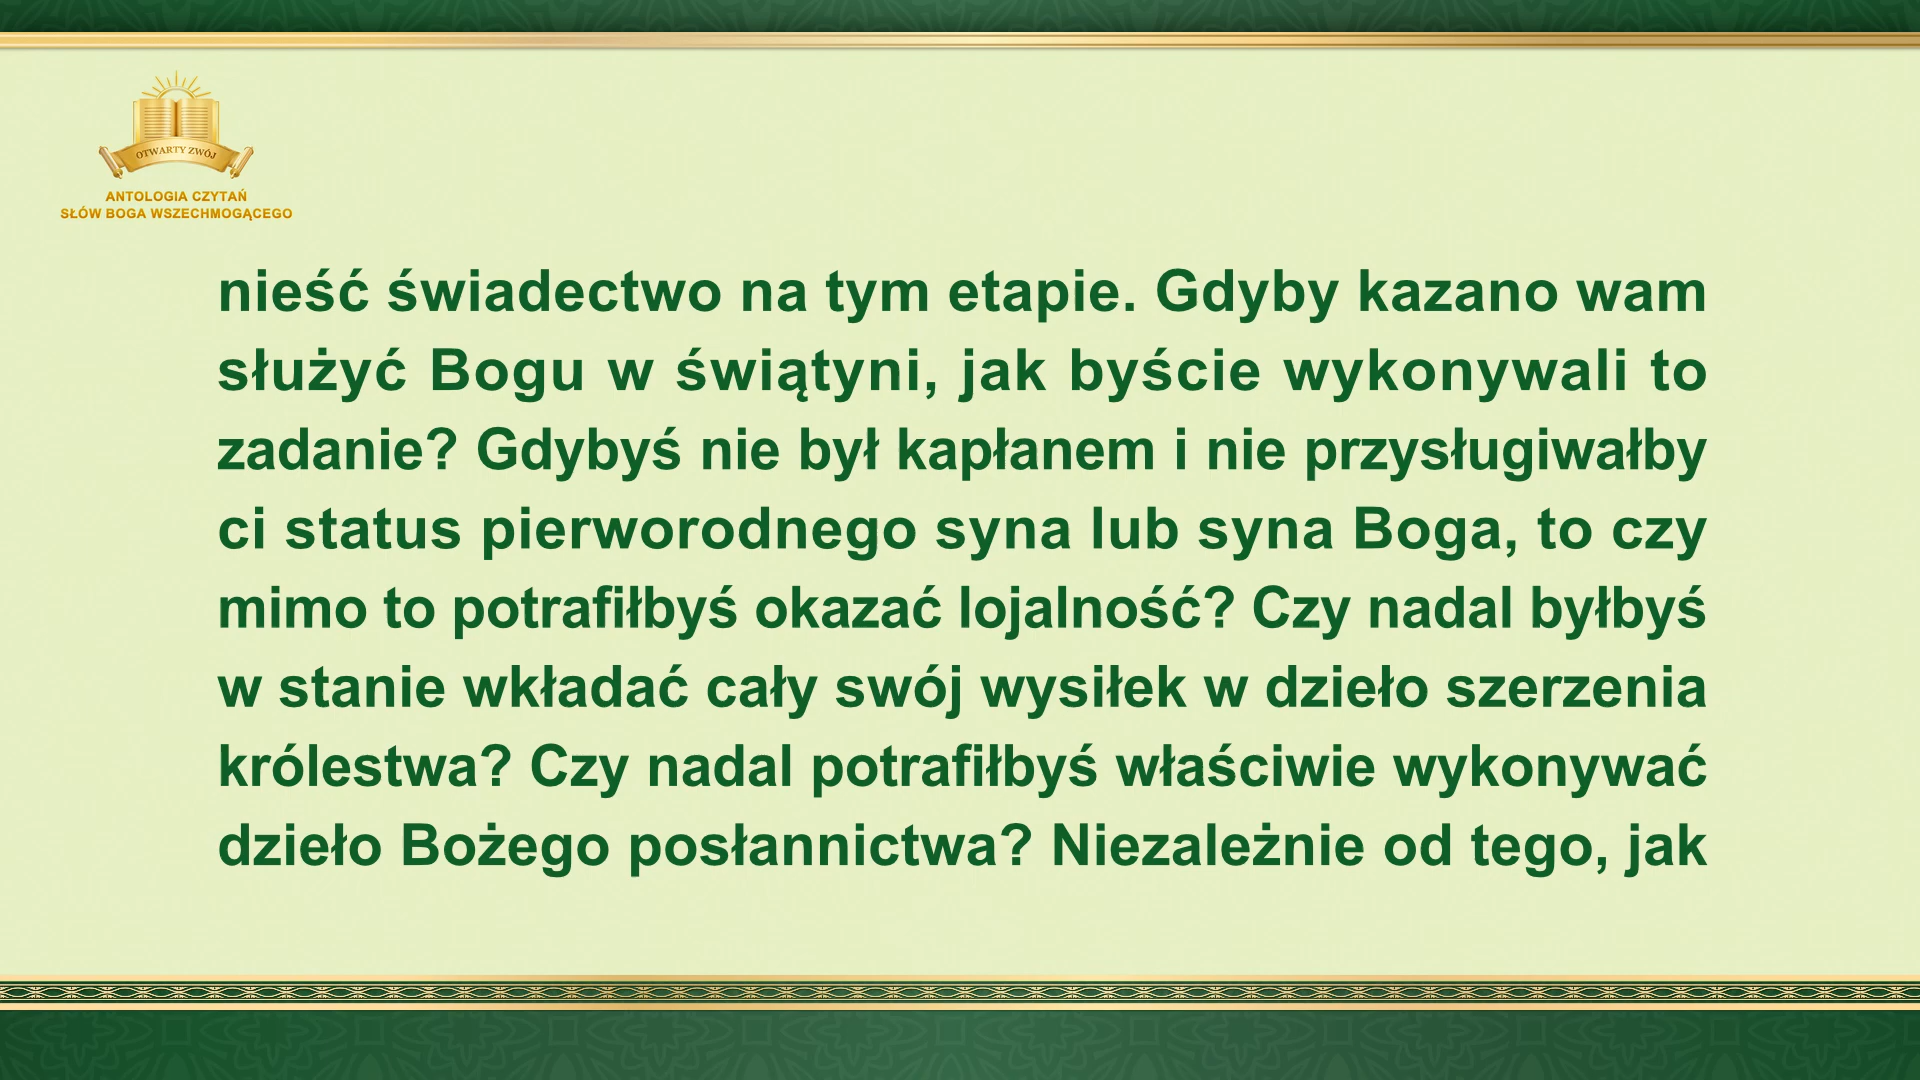 OTWARTY ZWÓJ
ANTOLOGIA CZYTAŃ
SŁÓW BOGA WSZECHMOGĄCEGO
nieść świadectwo na tym etapie. Gdyby kazano wam
służyć Bogu w świątyni, jak byście wykonywali to
zadanie? Gdybyś nie był kapłanem i nie przysługiwałby
ci status pierworodnego syna lub syna Boga, to czy
mimo to potrafiłbyś okazać lojalność? Czy nadal byłbyś
w stanie wkładać cały swój wysiłek w dzieło szerzenia
królestwa? Czy nadal potrafiłbyś właściwie wykonywać
dzieło Bożego posłannictwa? Niezależnie od tego, jak